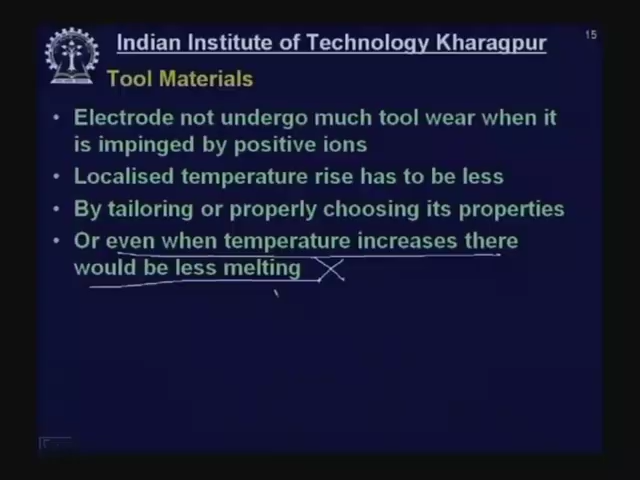 15
Indian Institute of Technology Kharagpur
Tool Materials
• Electrode not undergo much tool wear when it
is impinged by positive ions
• Localised temperature rise has to be less
• By tailoring or properly choosing its properties
• Or even when temperature increases there
would be less melting